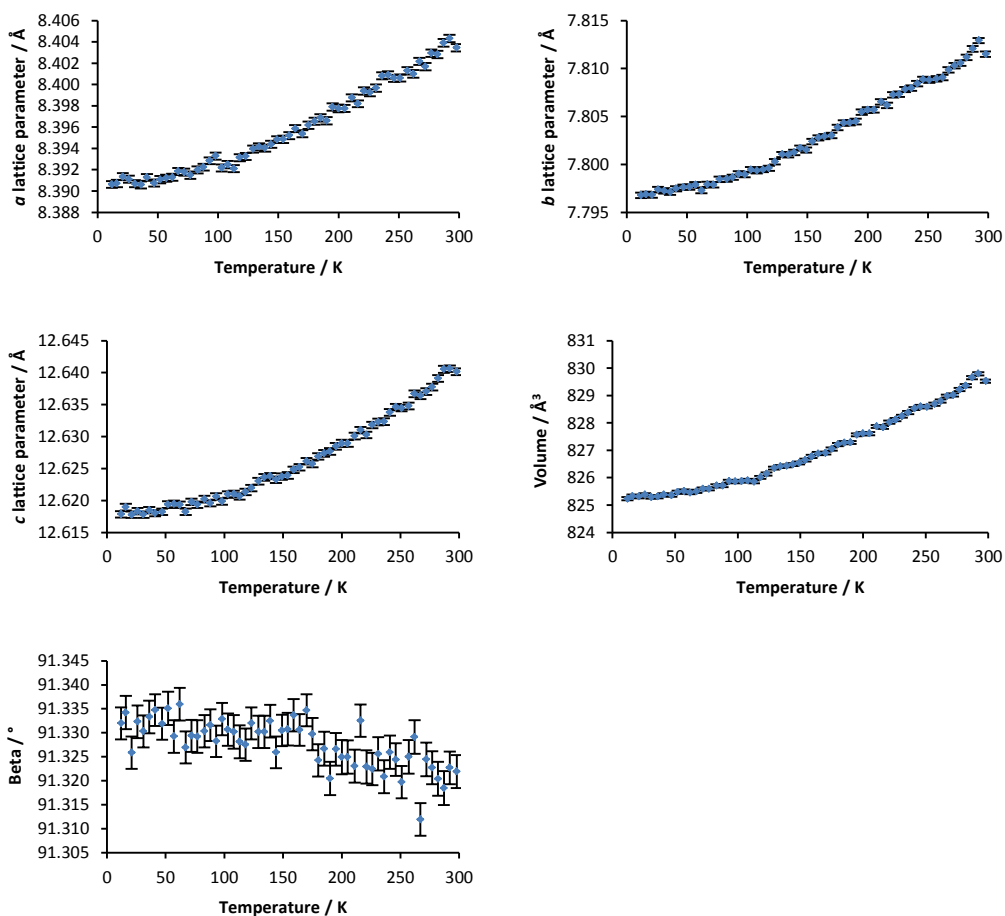 a lattice parameter / Å
8.406
8.404
8.402
8.400
8.398
8.396
8.394
8.392
8.390
8.388
0 50 100 150 200 250 300
Temperature / K
b lattice parameter / Å
7.815
7.810
7.805
7.800
7.795
0 50 100 150 200 250 300
Temperature / K
c lattice parameter / Å
12.645
12.640
12.635
12.630
12.625
12.620
12.615
0 50 100 150 200 250 300
Temperature / K
Volume / Å³
831
830
829
828
827
826
825
824
0 50 100 150 200 250 300
Temperature / K
Beta / °
91.345
91.340
91.335
91.330
91.325
91.320
91.315
91.310
91.305
0 50 100 150 200 250 300
Temperature / K